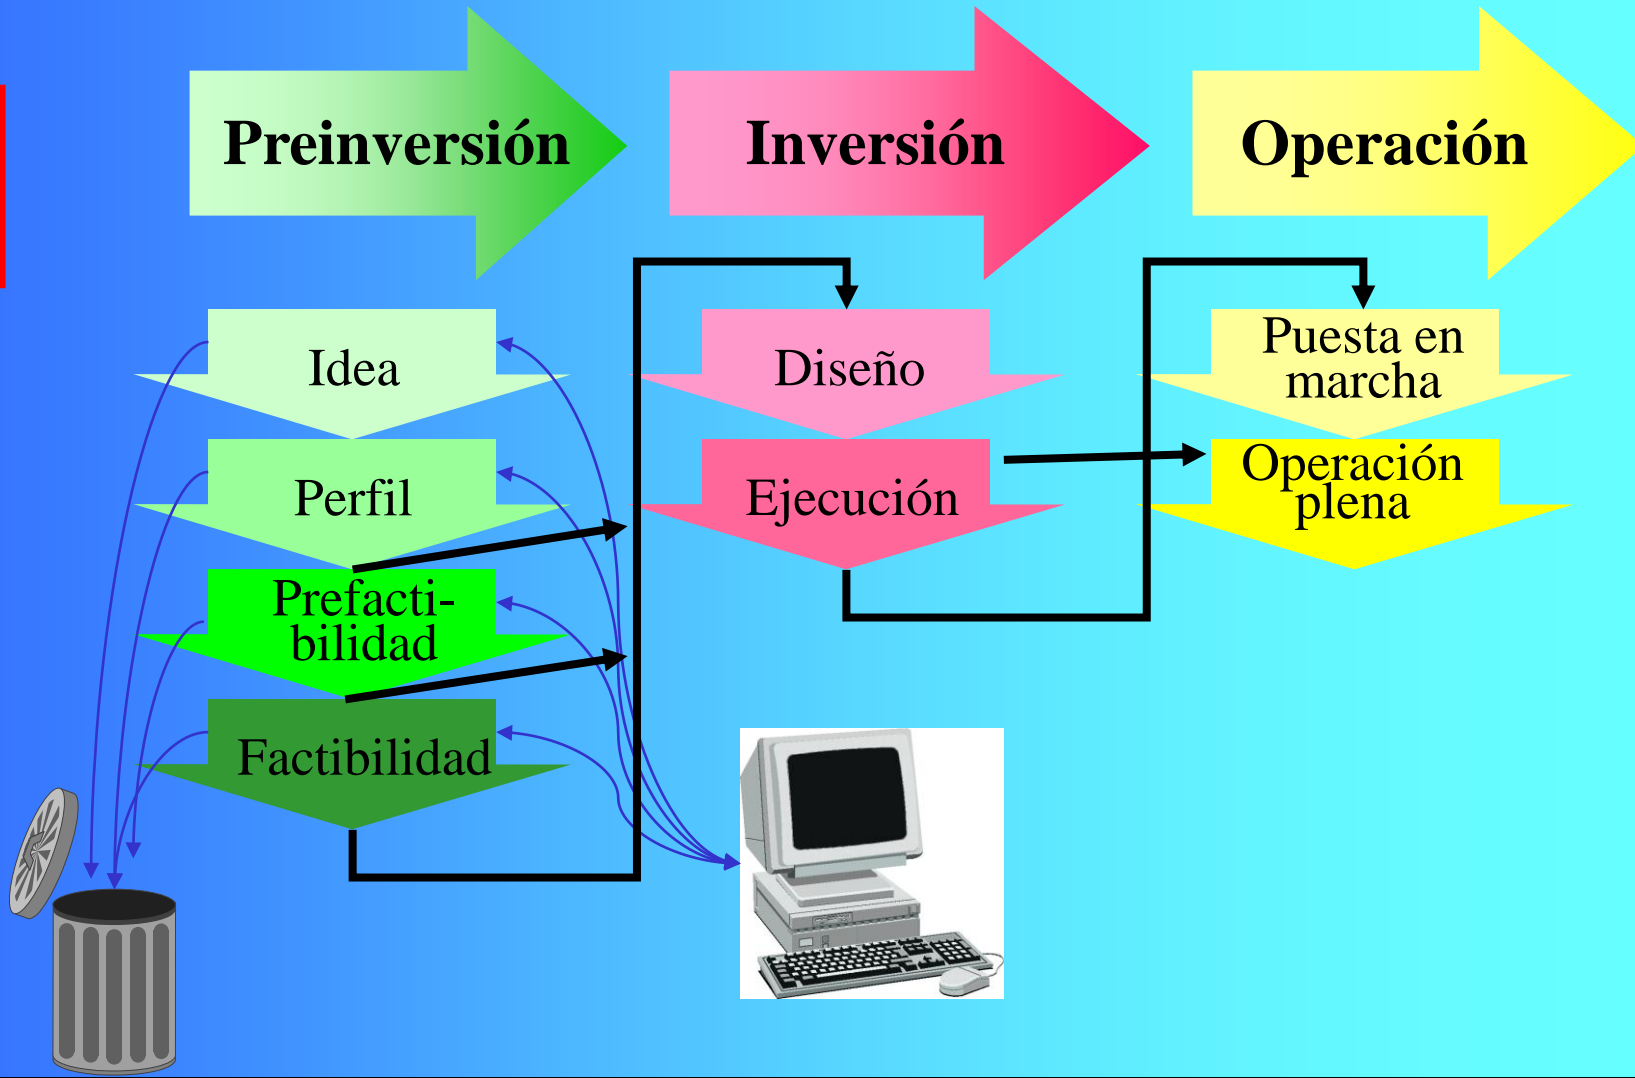 Preinversión
Inversión
Operación
Idea
Perfil
Prefacti-
bilidad
Factibilidad
Diseño
Ejecución
Puesta en
marcha
Operación
plena